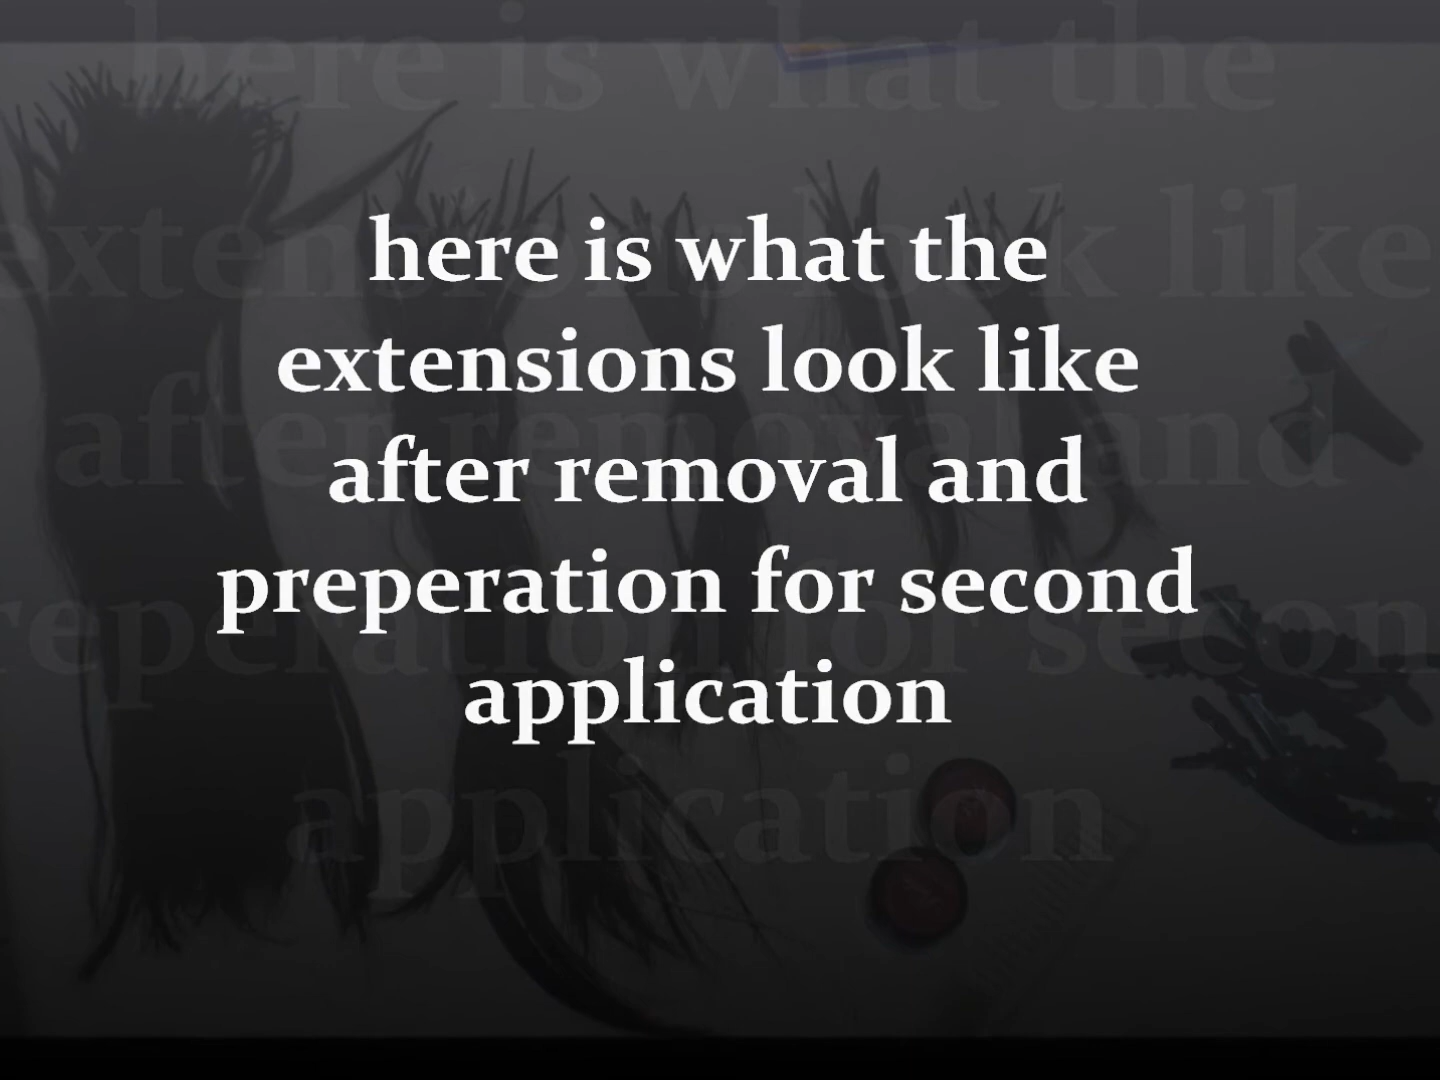 here is what the
extensions look like
after removal and
preperation for second
application